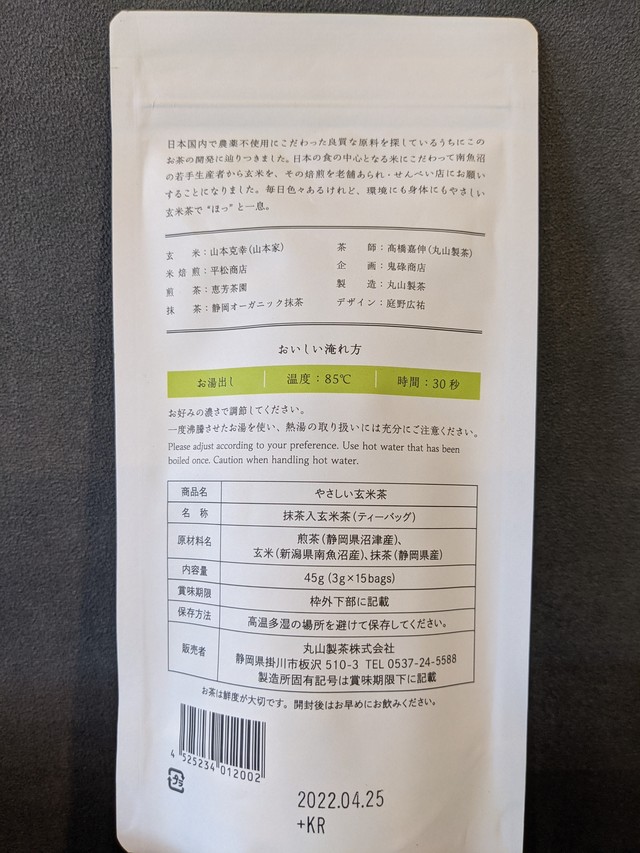 日本国内で農薬不使用にこだわった良質な原料を探しているうちにこの
お茶の開発に辿りつきました。日本の食の中心となる米にこだわって南魚沼
の若手生産者から玄米を、その焙煎を老舗あられ・せんべい店にお願い
することになりました。毎日色々あるけれど、環境にも身体にもやさしい
玄米茶で“ほっ”と一息。
玄　米：山本克幸(山本家)
米焙煎：平松商店
煎　茶：恵芳茶園
抹　茶：静岡オーガニック抹茶
茶　師：高橋嘉伸(丸山製茶)
企　画：鬼碌商店
製　造：丸山製茶
デザイン：庭野広祐
おいしい淹れ方
お湯出し 温度：85℃ 時間：30秒
お好みの濃さで調節してください。
一度沸騰させたお湯を使い、熱湯の取り扱いには充分にご注意ください。
Please adjust according to your preference. Use hot water that has been
boiled once. Caution when handling hot water.
商品名 やさしい玄米茶
名　称 抹茶入玄米茶(ティーバッグ)
原材料名 煎茶(静岡県沼津産)、
玄米(新潟県南魚沼産)、抹茶(静岡県産)
内容量 45g (3g×15bags)
賞味期限 枠外下部に記載
保存方法 高温多湿の場所を避けて保存してください。
販売者 丸山製茶株式会社
静岡県掛川市板沢 510-3 TEL 0537-24-5588
製造所固有記号は賞味期限下に記載
お茶は鮮度が大切です。開封後はお早めにお飲みください。
4 525234 012002
2022.04.25
+KR